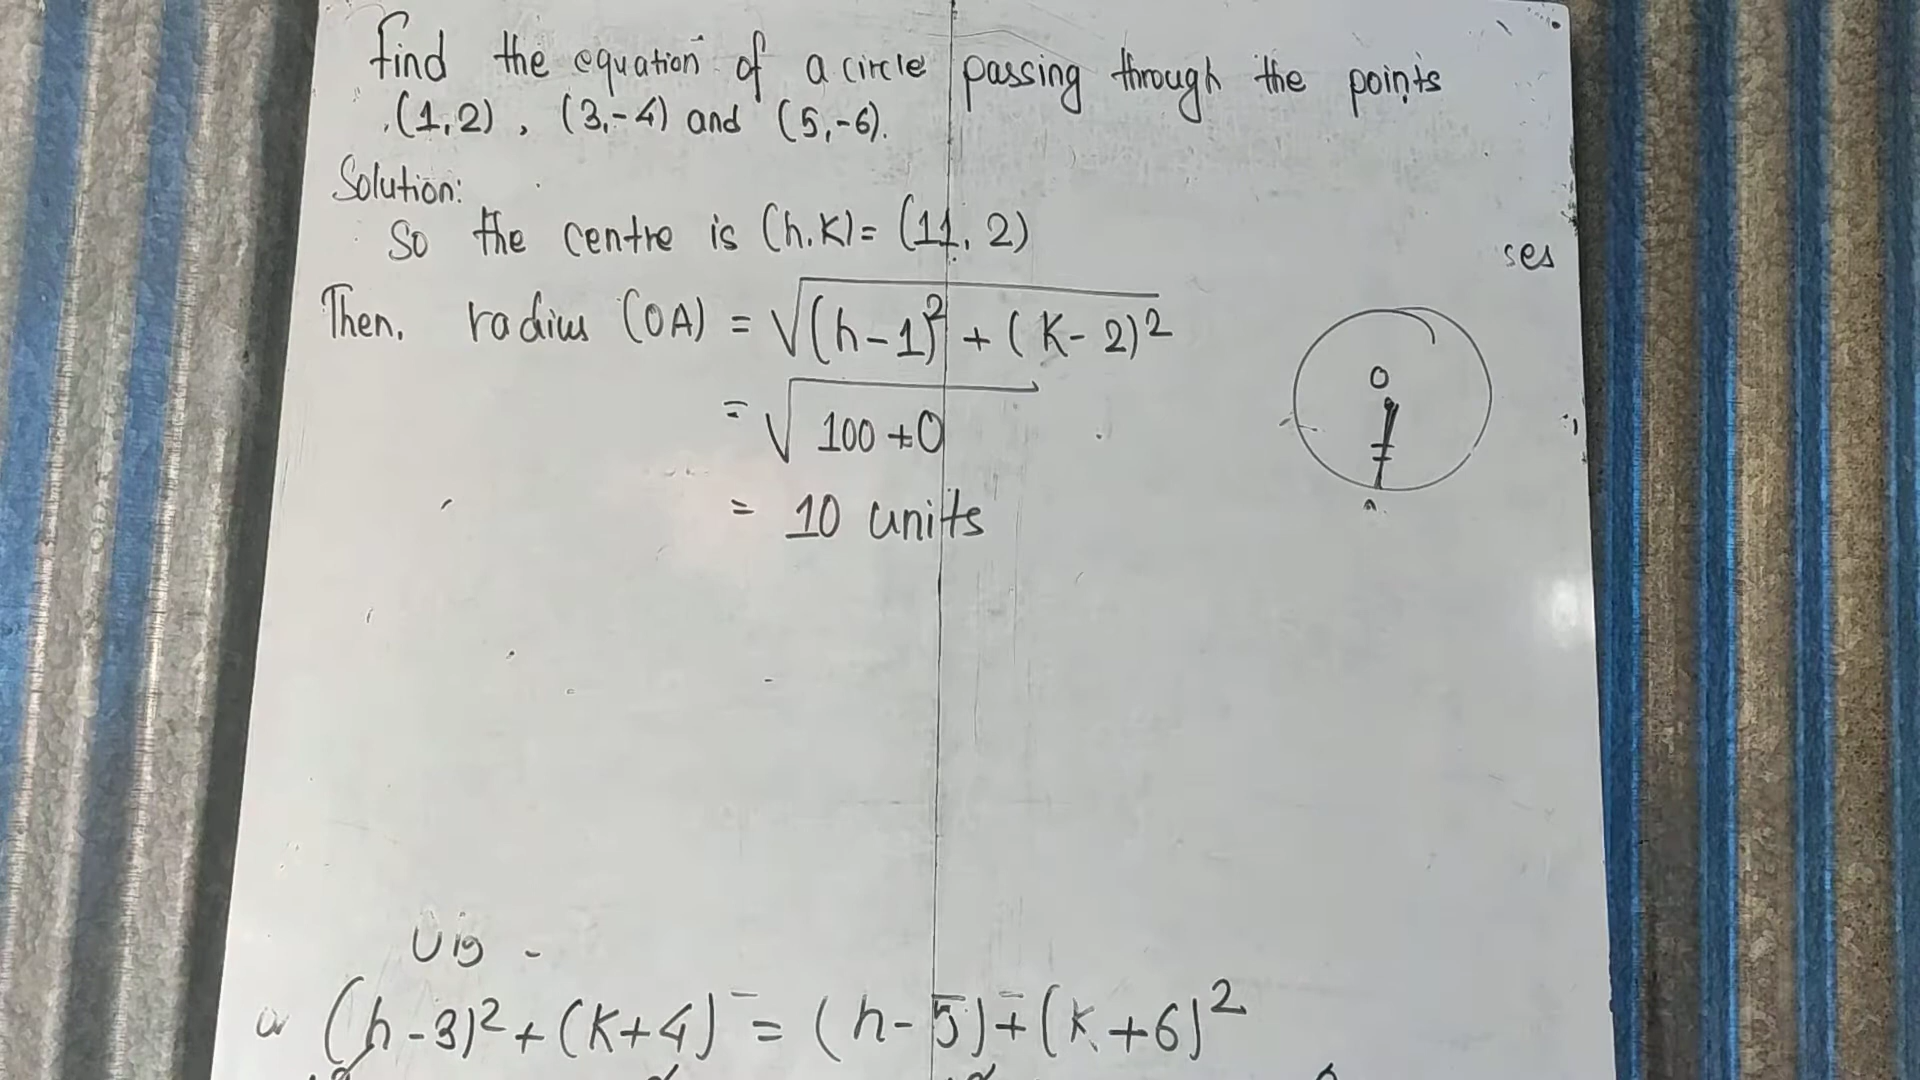 find the equation of a circle passing through the points
(1,2), (3,-4) and (5,-6).
Solution:
So the centre is (h,K)= (11, 2)
ses
Then, radius (OA) = √(h-1)² + (K-2)²
= √100+0
= 10 units
O
(h-3)²+(K+4) = (h-5)+(K+6)²